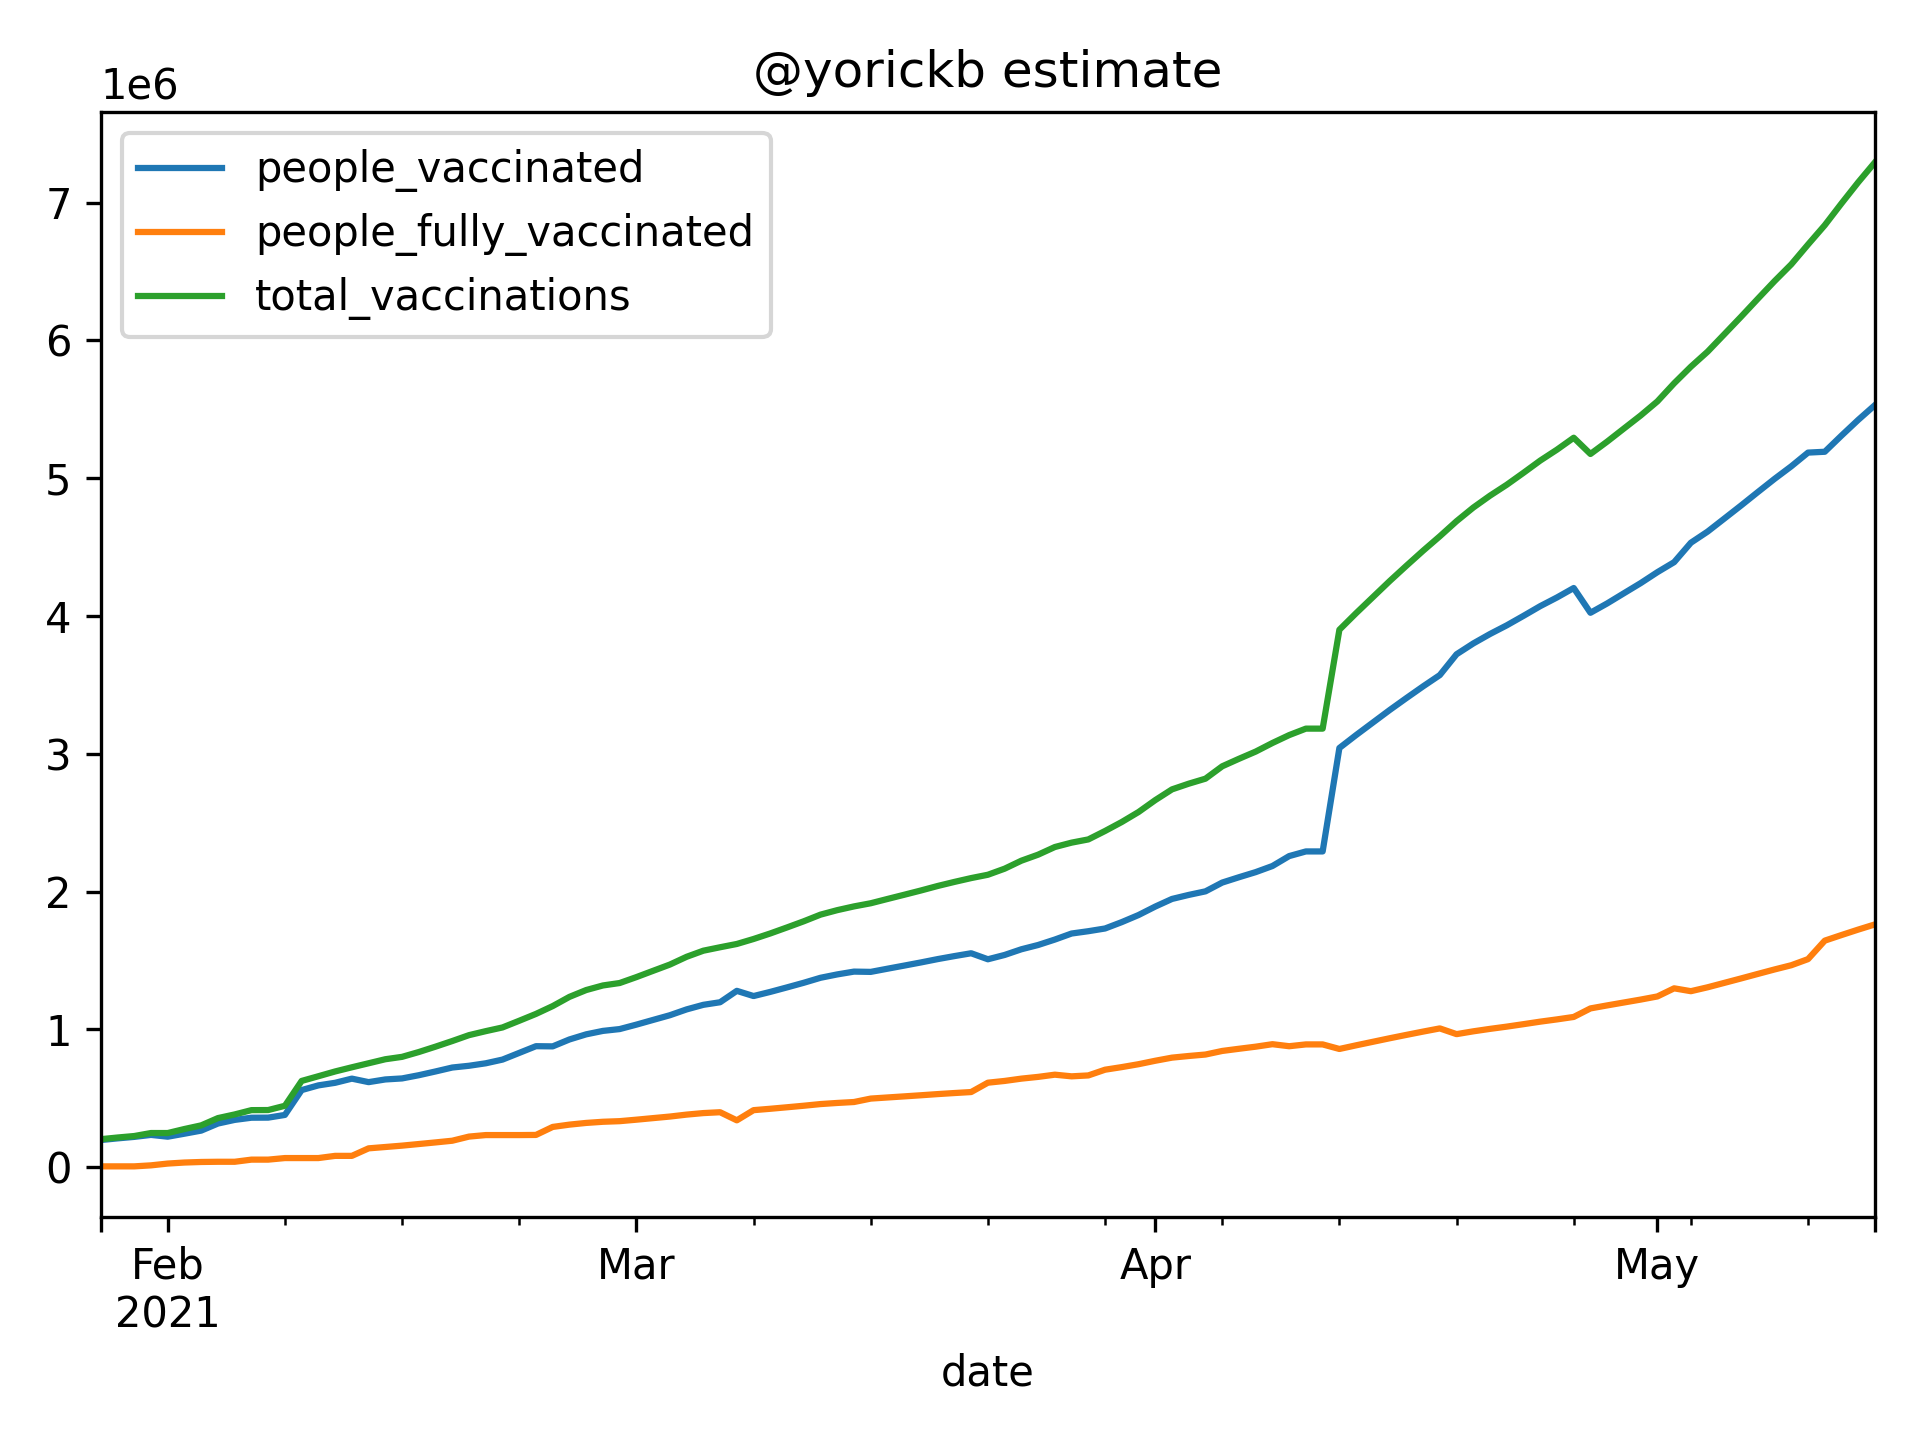 @yorickb estimate
1e6
people_vaccinated
people_fully_vaccinated
total_vaccinations
7
6
5
4
3
2
1
0
Feb Mar Apr May
2021
date